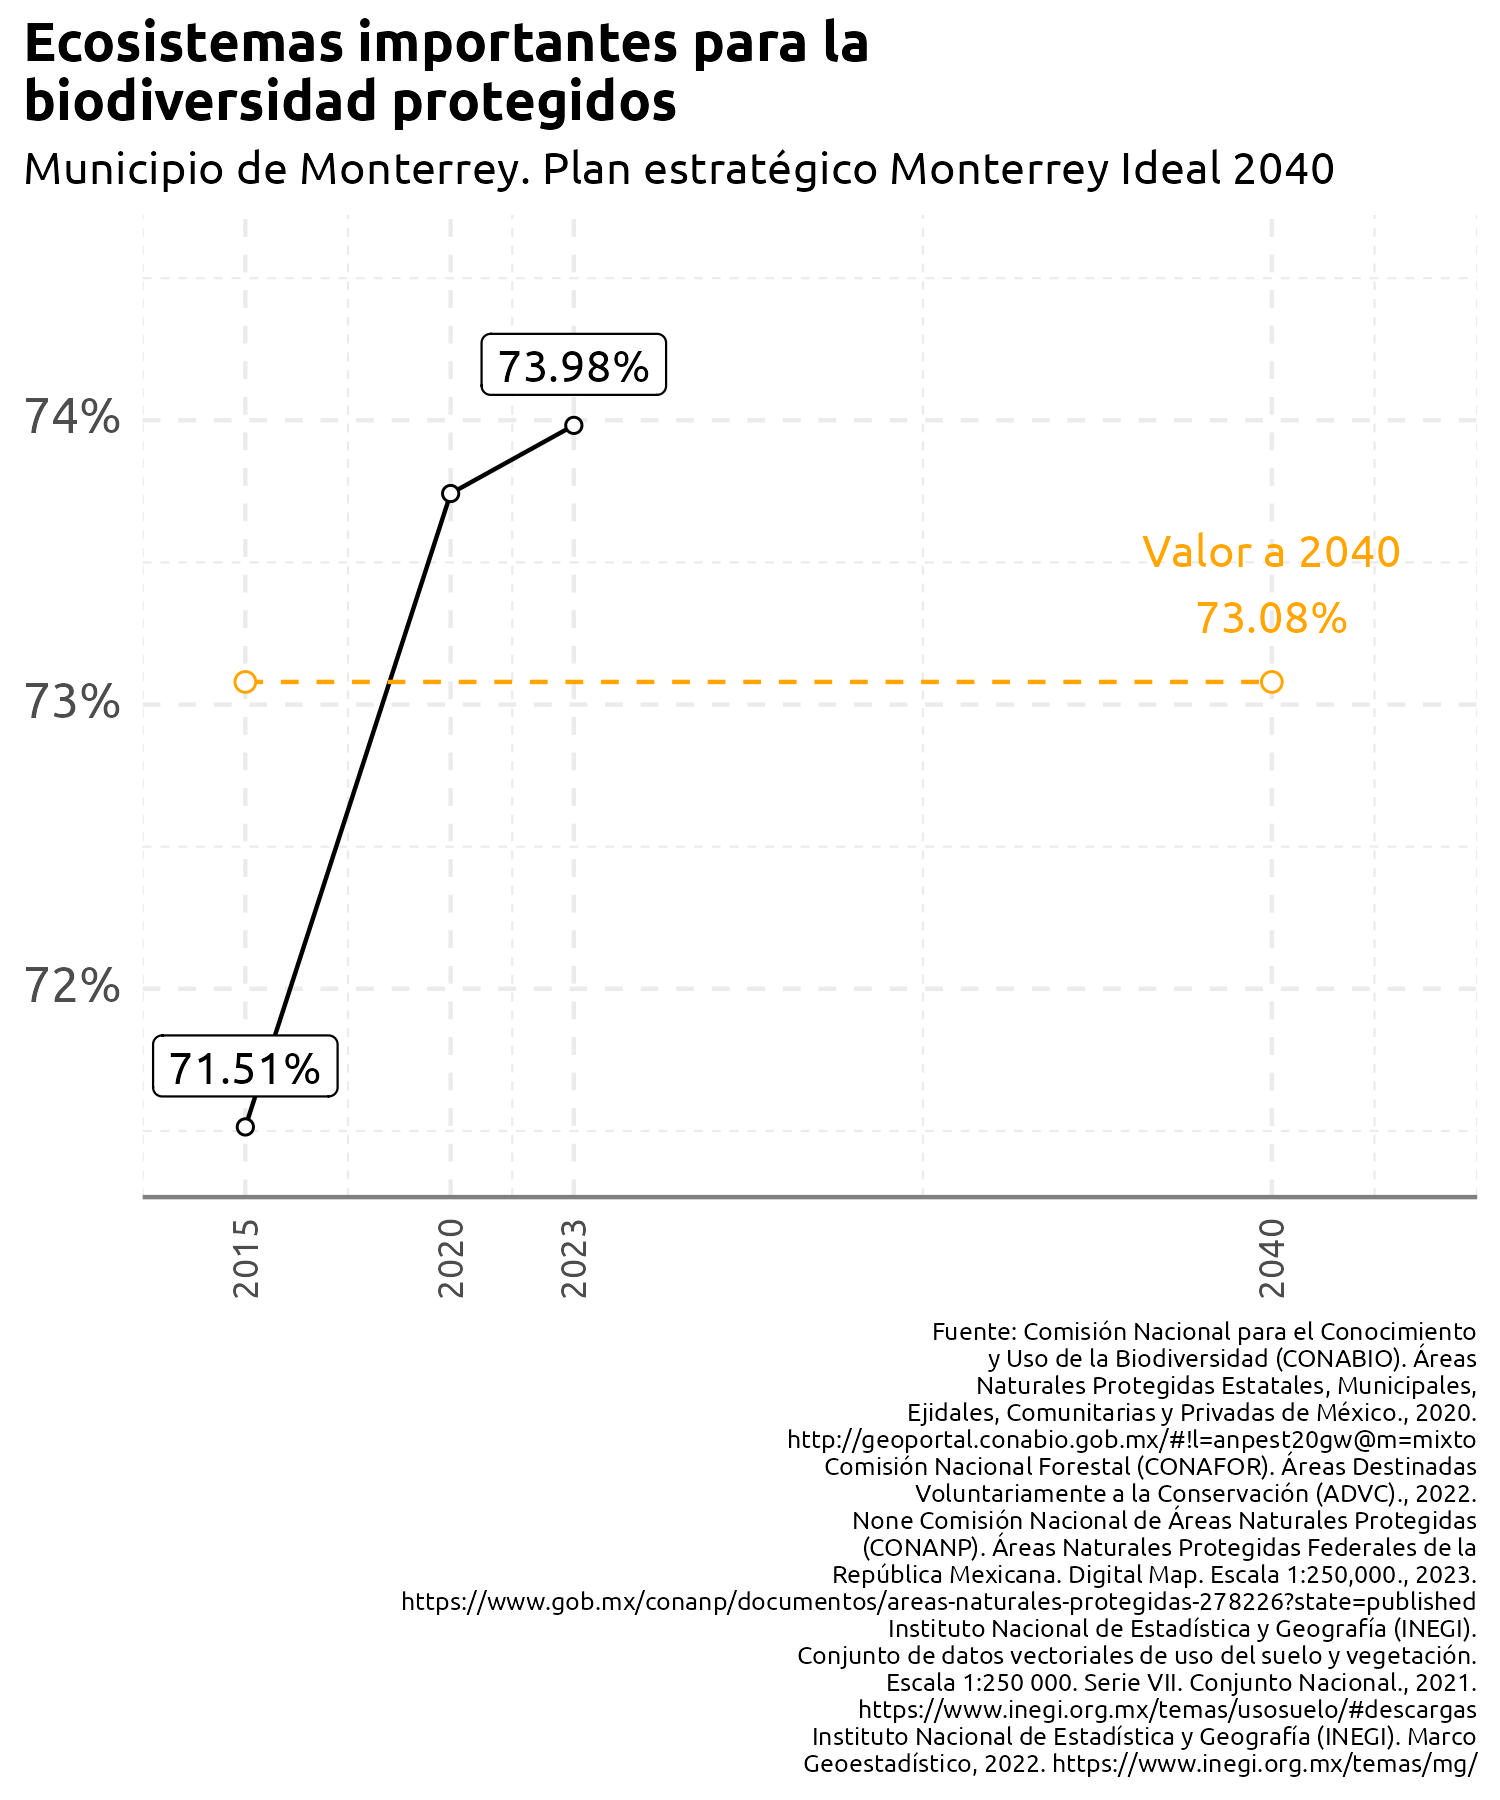 Ecosistemas importantes para la
biodiversidad protegidos
Municipio de Monterrey. Plan estratégico Monterrey Ideal 2040
73.98%
74%
Valor a 2040
73.08%
73%
72%
71.51%
2015
2020
2023
2040
Fuente: Comisión Nacional para el Conocimiento
y Uso de la Biodiversidad (CONABIO). Áreas
Naturales Protegidas Estatales, Municipales,
Ejidales, Comunitarias y Privadas de México., 2020.
http://geoportal.conabio.gob.mx/#!l=anpest20gw@m=mixto
Comisión Nacional Forestal (CONAFOR). Áreas Destinadas
Voluntariamente a la Conservación (ADVC)., 2022.
None Comisión Nacional de Áreas Naturales Protegidas
(CONANP). Áreas Naturales Protegidas Federales de la
República Mexicana. Digital Map. Escala 1:250,000., 2023.
https://www.gob.mx/conanp/documentos/areas-naturales-protegidas-278226?state=published
Instituto Nacional de Estadística y Geografía (INEGI).
Conjunto de datos vectoriales de uso del suelo y vegetación.
Escala 1:250 000. Serie VII. Conjunto Nacional., 2021.
https://www.inegi.org.mx/temas/usosuelo/#descargas
Instituto Nacional de Estadística y Geografía (INEGI). Marco
Geoestadístico, 2022. https://www.inegi.org.mx/temas/mg/